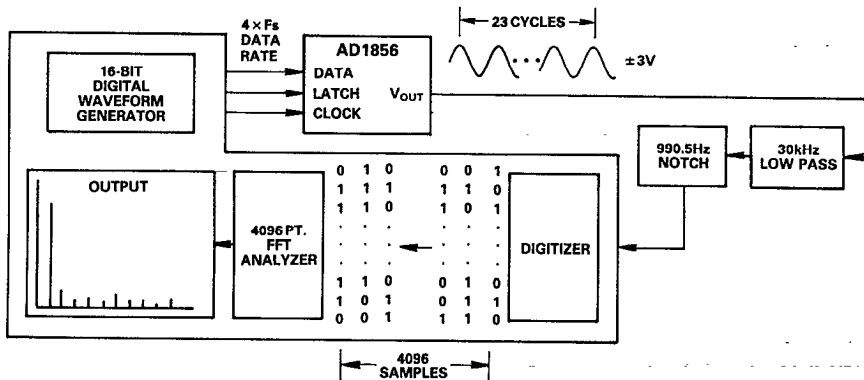 4 × Fs
DATA
RATE
AD1856
DATA
LATCH
CLOCK
VOUT
23 CYCLES
± 3V
16-BIT
DIGITAL
WAVEFORM
GENERATOR
990.5Hz
NOTCH
30kHz
LOW PASS
OUTPUT
4096 PT.
FFT
ANALYZER
0 1 0 0 0 1
1 1 1 1 1 0
1 1 0 1 0 1
. . . . . .
. . . . . .
. . . . . .
1 1 0 1 1 0
1 0 0 0 1 1
0 0 1 1 1 0
DIGITIZER
4096
SAMPLES